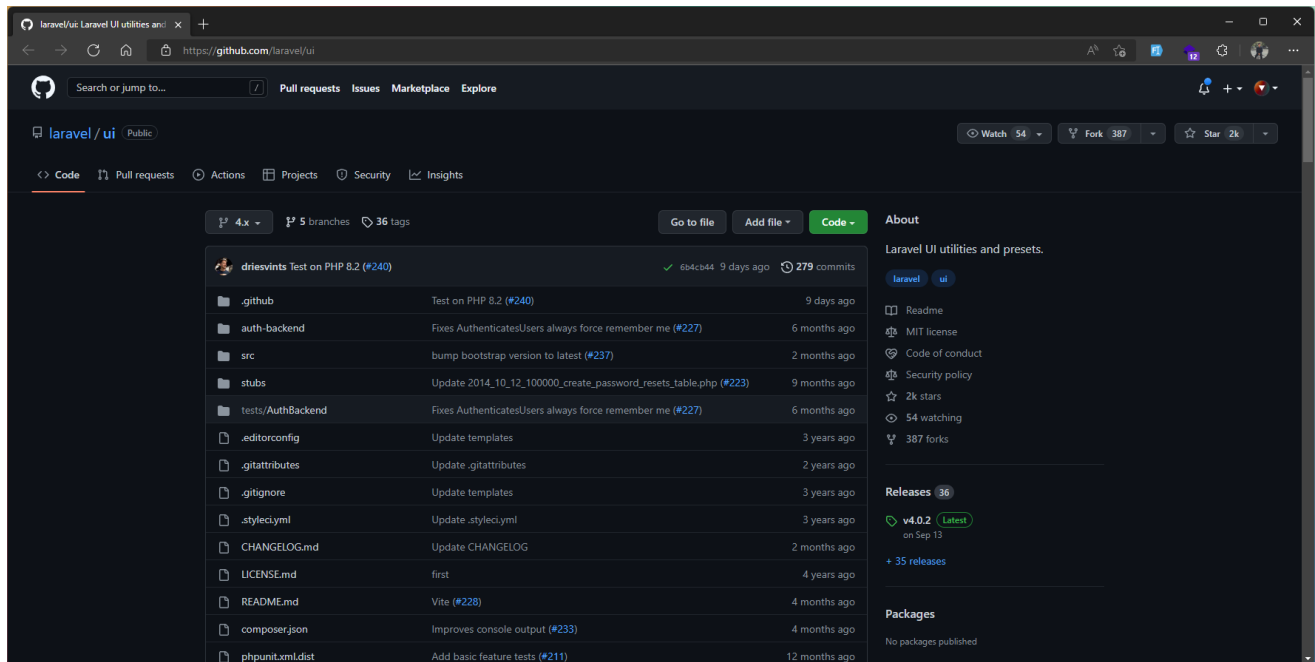 laravel/ui: Laravel UI utilities and
https://github.com/laravel/ui
12
Search or jump to... /
Pull requests Issues Marketplace Explore
laravel / ui Public
Watch 54 Fork 387 Star 2k
Code Pull requests Actions Projects Security Insights
4.x 5 branches 36 tags Go to file Add file Code
driesvints Test on PHP 8.2 (#240) 6b4cb44 9 days ago 279 commits
.github Test on PHP 8.2 (#240) 9 days ago
auth-backend Fixes AuthenticatesUsers always force remember me (#227) 6 months ago
src bump bootstrap version to latest (#237) 2 months ago
stubs Update 2014_10_12_100000_create_password_resets_table.php (#223) 9 months ago
tests/AuthBackend Fixes AuthenticatesUsers always force remember me (#227) 6 months ago
.editorconfig Update templates 3 years ago
.gitattributes Update .gitattributes 2 years ago
.gitignore Update templates 3 years ago
.styleci.yml Update .styleci.yml 3 years ago
CHANGELOG.md Update CHANGELOG 2 months ago
LICENSE.md first 4 years ago
README.md Vite (#228) 4 months ago
composer.json Improves console output (#233) 4 months ago
phpunit.xml.dist Add basic feature tests (#211) 12 months ago
About
Laravel UI utilities and presets.
laravel ui
Readme
MIT license
Code of conduct
Security policy
2k stars
54 watching
387 forks
Releases 36
v4.0.2 Latest
on Sep 13
+ 35 releases
Packages
No packages published